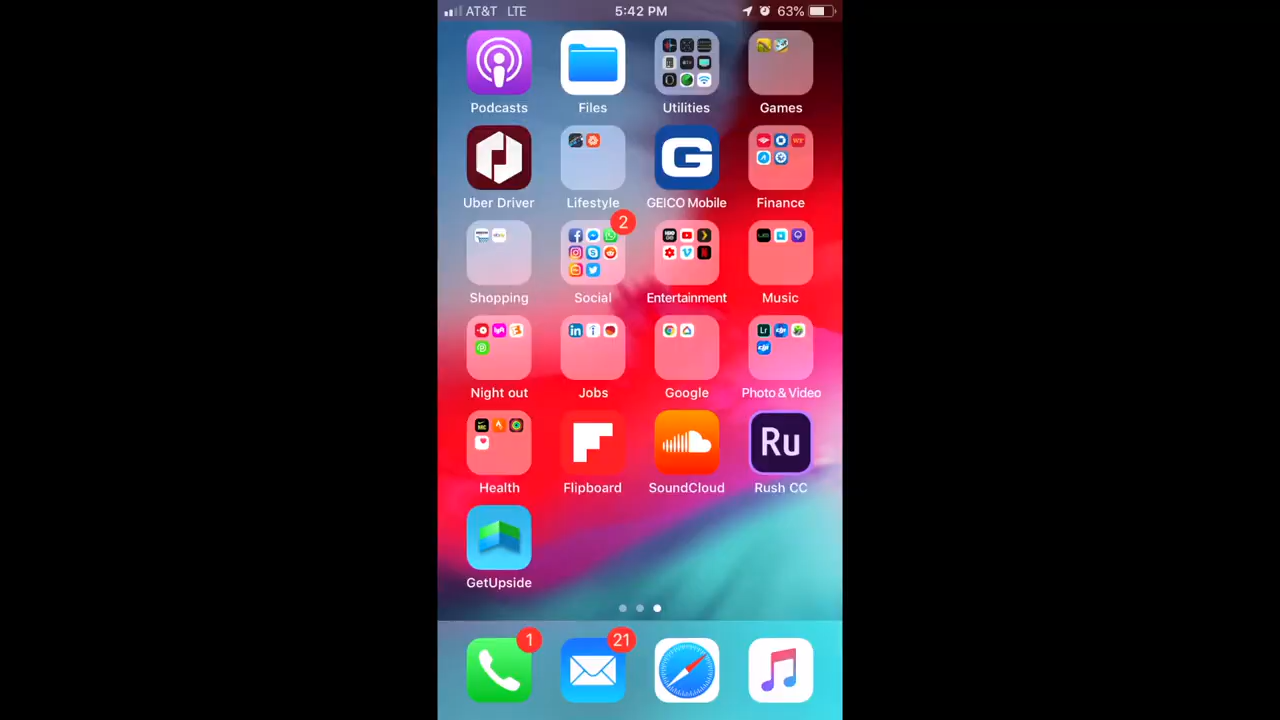 AT&T LTE 5:42 PM 63%
Podcasts Files Utilities Games
Uber Driver Lifestyle GEICO Mobile Finance
2
Shopping Social Entertainment Music
Night out Jobs Google Photo & Video
Ru
Health Flipboard SoundCloud Rush CC
GetUpside
1 21